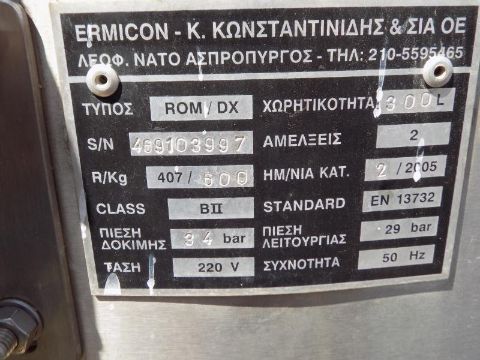 ERMICON - Κ. ΚΩΝΣΤΑΝΤΙΝΙΔΗΣ & ΣΙΑ ΟΕ
ΛΕΟΦ. ΝΑΤΟ ΑΣΠΡΟΠΥΡΓΟΣ - ΤΗΛ: 210-5595465
ΤΥΠΟΣ ROM/DX ΧΩΡΗΤΙΚΟΤΗΤΑ 300 L
S/N 469103997 ΑΜΕΛΞΕΙΣ 2
R/Kg 407/600 ΗΜ/ΝΙΑ ΚΑΤ. 2/2005
CLASS BII STANDARD EN 13732
ΠΙΕΣΗ ΔΟΚΙΜΗΣ 34 bar ΠΙΕΣΗ ΛΕΙΤΟΥΡΓΙΑΣ 29 bar
ΤΑΣΗ 220 V ΣΥΧΝΟΤΗΤΑ 50 Hz